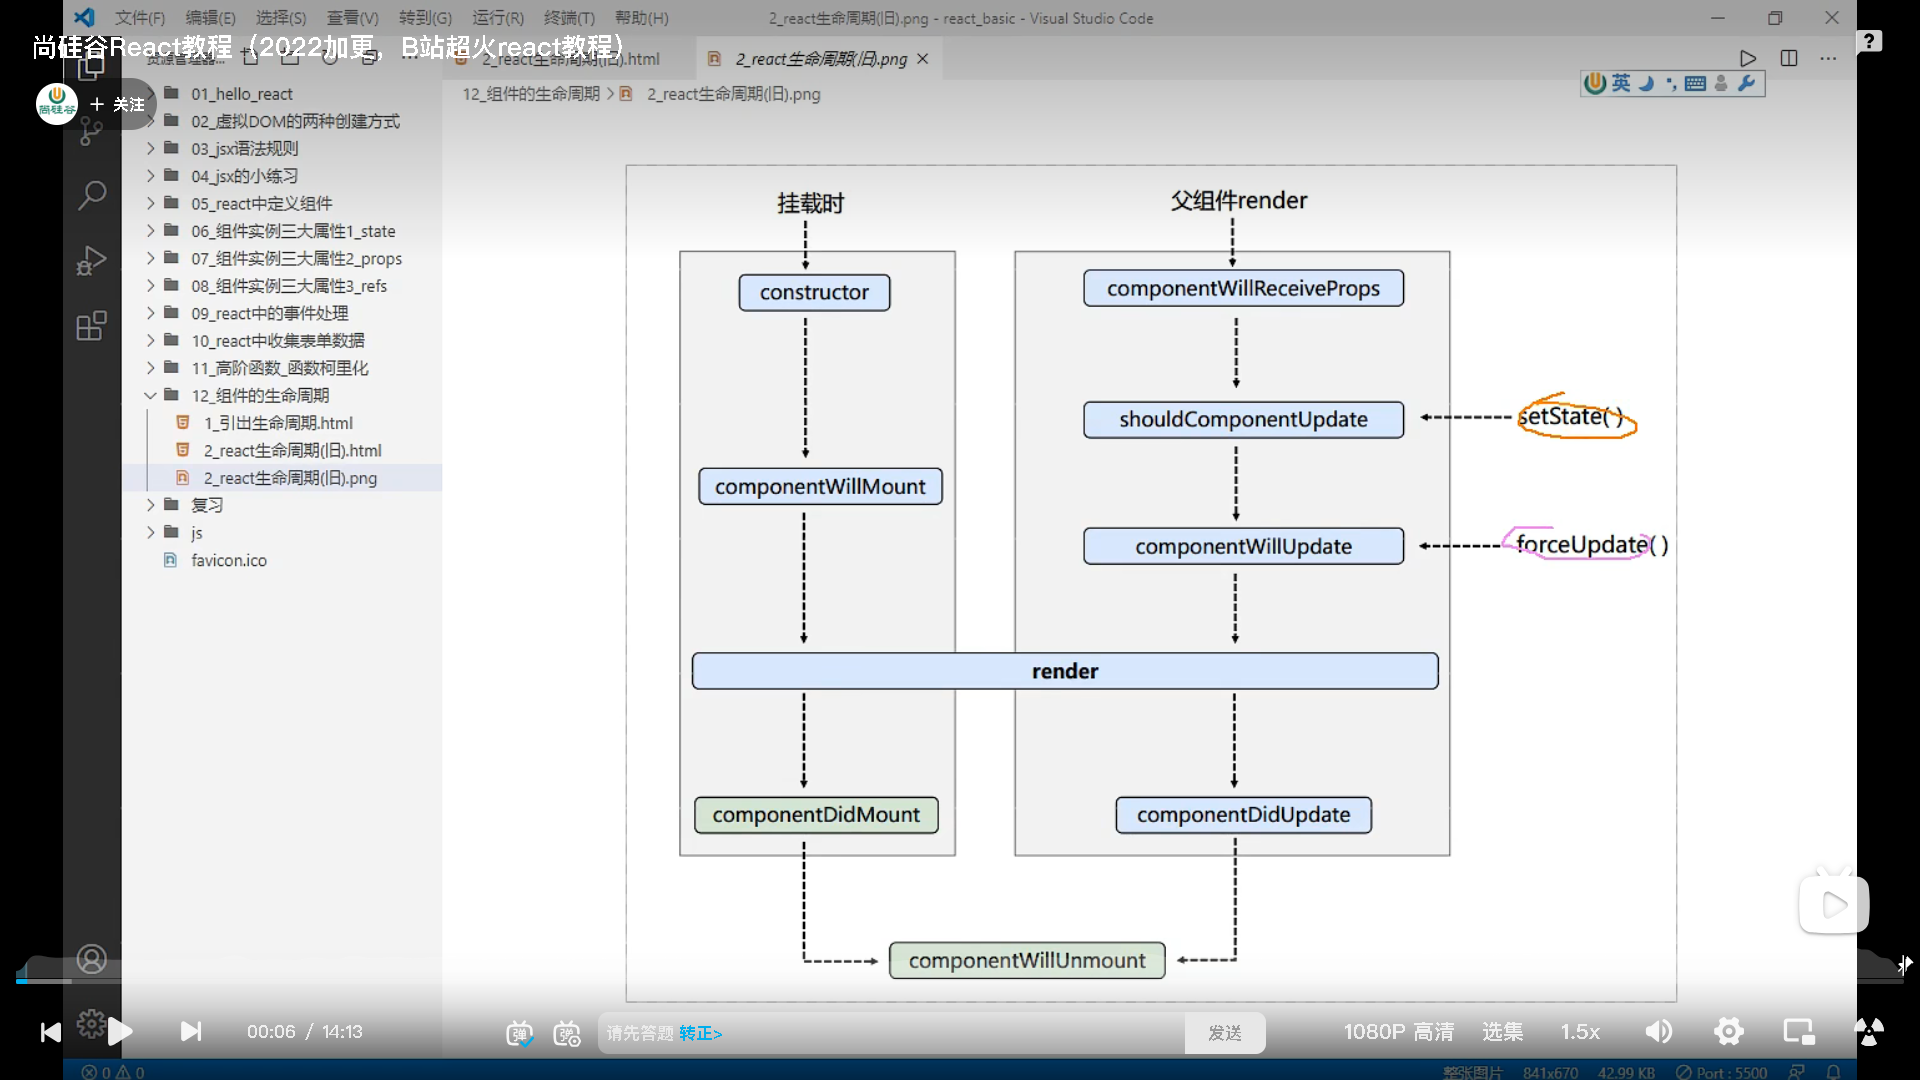 文件(F) 编辑(E) 选择(S) 查看(V) 转到(G) 运行(R) 终端(T) 帮助(H) 2_react生命周期(旧).png - react_basic - Visual Studio Code
尚硅谷React教程（2022加更，B站超火react教程）
资源管理器...
2_react生命周期(旧).html
2_react生命周期(旧).png
12_组件的生命周期 > 2_react生命周期(旧).png
英
尚硅谷
+ 关注
01_hello_react
02_虚拟DOM的两种创建方式
03_jsx语法规则
04_jsx的小练习
05_react中定义组件
06_组件实例三大属性1_state
07_组件实例三大属性2_props
08_组件实例三大属性3_refs
09_react中的事件处理
10_react中收集表单数据
11_高阶函数_函数柯里化
12_组件的生命周期
1_引出生命周期.html
2_react生命周期(旧).html
2_react生命周期(旧).png
复习
js
favicon.ico
挂载时
父组件render
constructor
componentWillReceiveProps
shouldComponentUpdate
setState()
componentWillMount
componentWillUpdate
forceUpdate()
render
componentDidMount
componentDidUpdate
componentWillUnmount
00:06 / 14:13
弹
弹
请先答题 转正>
发送
1080P 高清
选集
1.5x
0 0
整张图片
841x670
42.99 KB
Port : 5500